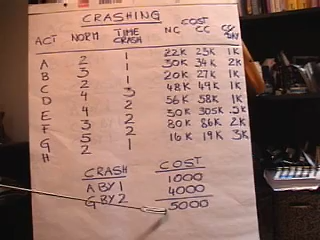 CRASHING
TIME COST
ACT NORM CRASH NC CC CC/DAY
A 2 1 22K 23K 1K
B 3 1 30K 34K 2K
C 2 1 20K 27K 1K
D 4 3 48K 49K 1K
E 4 2 56K 58K 1K
F 3 2 30K 30.5K .5K
G 5 2 80K 86K 2K
H 2 1 16K 19K 3K
CRASH COST
A BY 1 1000
G BY 2 4000
5000